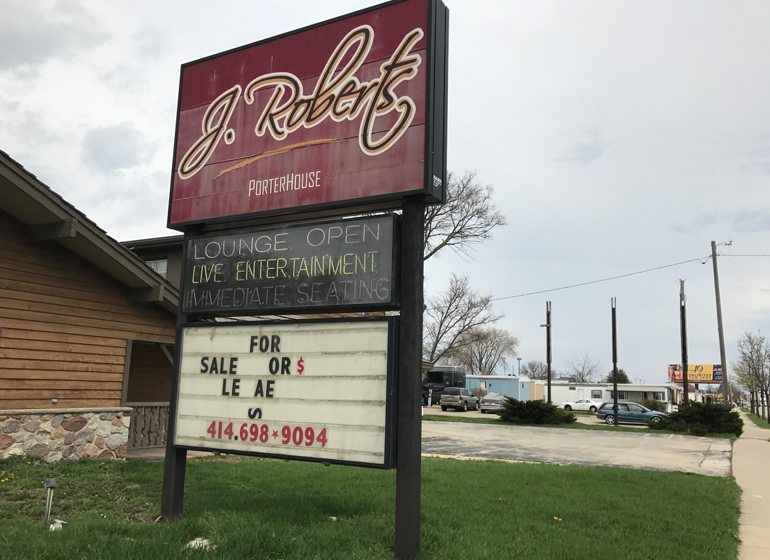 J. Roberts
PORTERHOUSE
LOUNGE OPEN
LIVE ENTERTAINMENT
IMMEDIATE SEATING
FOR
SALE OR $
LE AE
S
414.698*9094